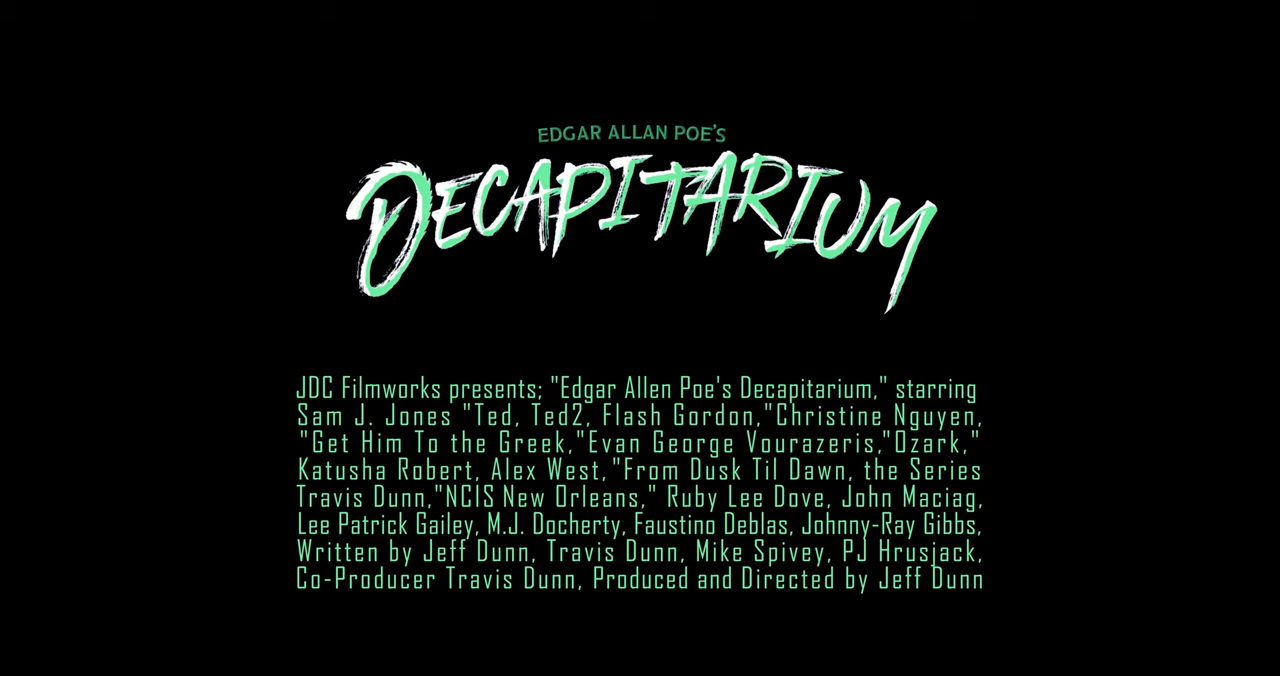 EDGAR ALLAN POE'S
DECAPITARIUM
JDC Filmworks presents; "Edgar Allen Poe's Decapitarium," starring
Sam J. Jones "Ted, Ted2, Flash Gordon,"Christine Nguyen,
"Get Him To the Greek,"Evan George Vourazeris,"Ozark,"
Katusha Robert, Alex West,"From Dusk Til Dawn, the Series
Travis Dunn,"NCIS New Orleans," Ruby Lee Dove, John Maciag,
Lee Patrick Gailey, M.J. Docherty, Faustino Deblas, Johnny-Ray Gibbs,
Written by Jeff Dunn, Travis Dunn, Mike Spivey, PJ Hrusjack,
Co-Producer Travis Dunn, Produced and Directed by Jeff Dunn